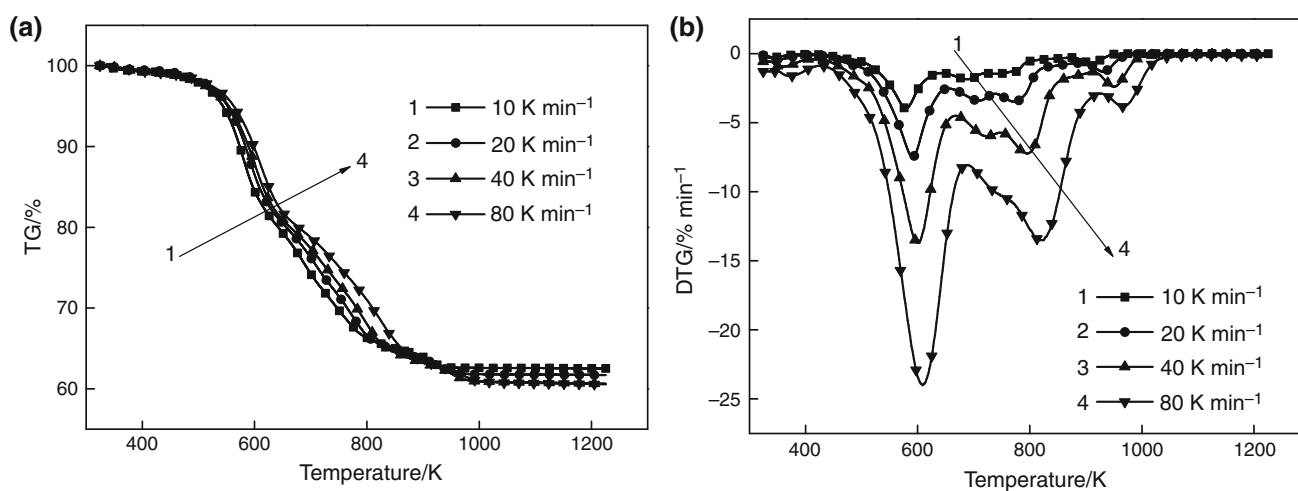 (a)
100
90
80
70
60
TG/%
400
600
800
1000
1200
Temperature/K
1
4
1 10 K min⁻¹
2 20 K min⁻¹
3 40 K min⁻¹
4 80 K min⁻¹
(b)
0
−5
−10
−15
−20
−25
DTG/% min⁻¹
400
600
800
1000
1200
Temperature/K
1
4
1 10 K min⁻¹
2 20 K min⁻¹
3 40 K min⁻¹
4 80 K min⁻¹